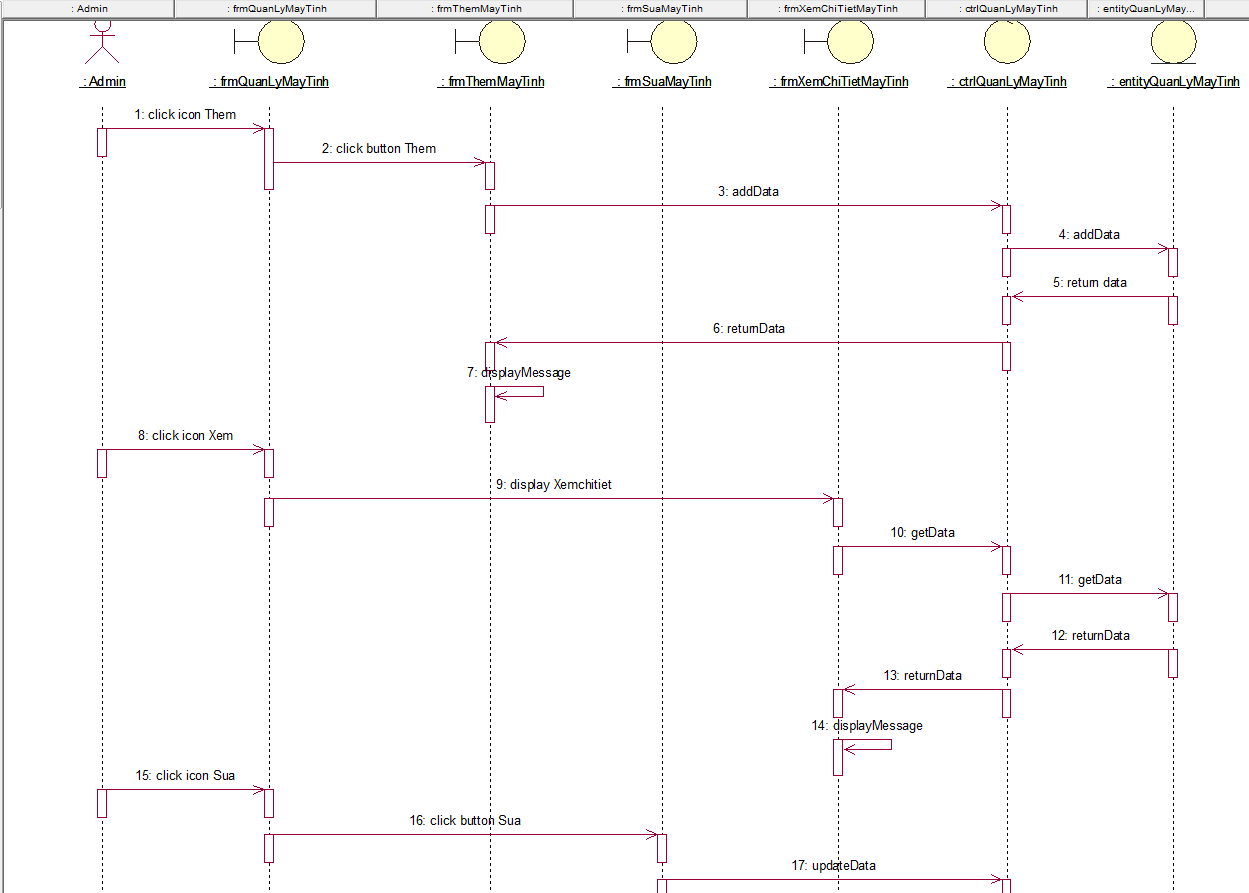 : Admin
: frmQuanLyMayTinh
: frmThemMayTinh
: frmSuaMayTinh
: frmXemChiTietMayTinh
: ctrlQuanLyMayTinh
: entityQuanLyMay...
: Admin
: frmQuanLyMayTinh
: frmThemMayTinh
: frmSuaMayTinh
: frmXemChiTietMayTinh
: ctrlQuanLyMayTinh
: entityQuanLyMayTinh
1: click icon Them
2: click button Them
3: addData
4: addData
5: return data
6: returnData
7: displayMessage
8: click icon Xem
9: display Xemchitiet
10: getData
11: getData
12: returnData
13: returnData
14: displayMessage
15: click icon Sua
16: click button Sua
17: updateData